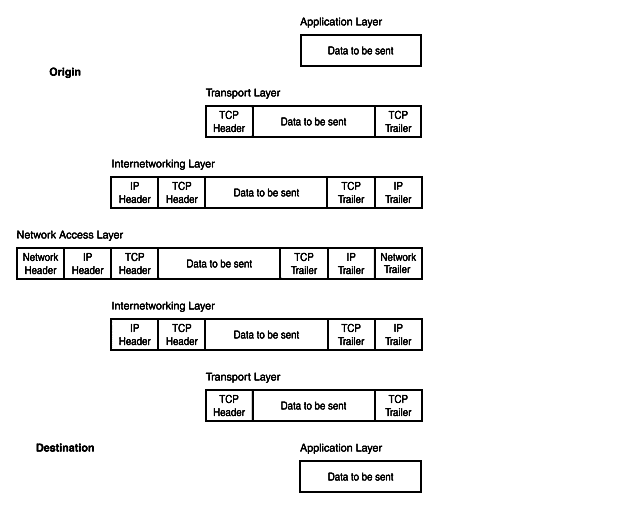 Application Layer
Data to be sent
Origin
Transport Layer
TCP Header Data to be sent TCP Trailer
Internetworking Layer
IP Header TCP Header Data to be sent TCP Trailer IP Trailer
Network Access Layer
Network Header IP Header TCP Header Data to be sent TCP Trailer IP Trailer Network Trailer
Internetworking Layer
IP Header TCP Header Data to be sent TCP Trailer IP Trailer
Transport Layer
TCP Header Data to be sent TCP Trailer
Destination
Application Layer
Data to be sent